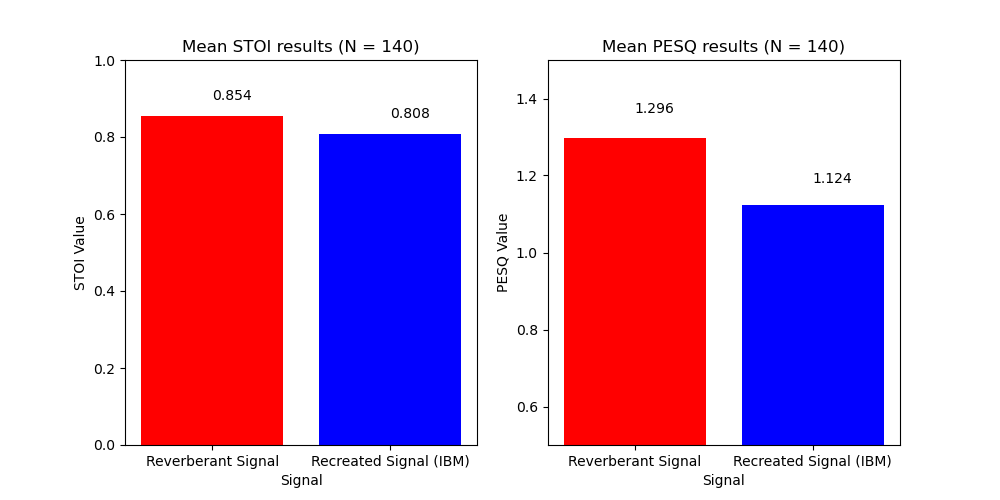 Mean STOI results (N = 140)
STOI Value
1.0
0.8
0.6
0.4
0.2
0.0
0.854
0.808
Reverberant Signal
Recreated Signal (IBM)
Signal
Mean PESQ results (N = 140)
PESQ Value
1.4
1.2
1.0
0.8
0.6
1.296
1.124
Reverberant Signal
Recreated Signal (IBM)
Signal